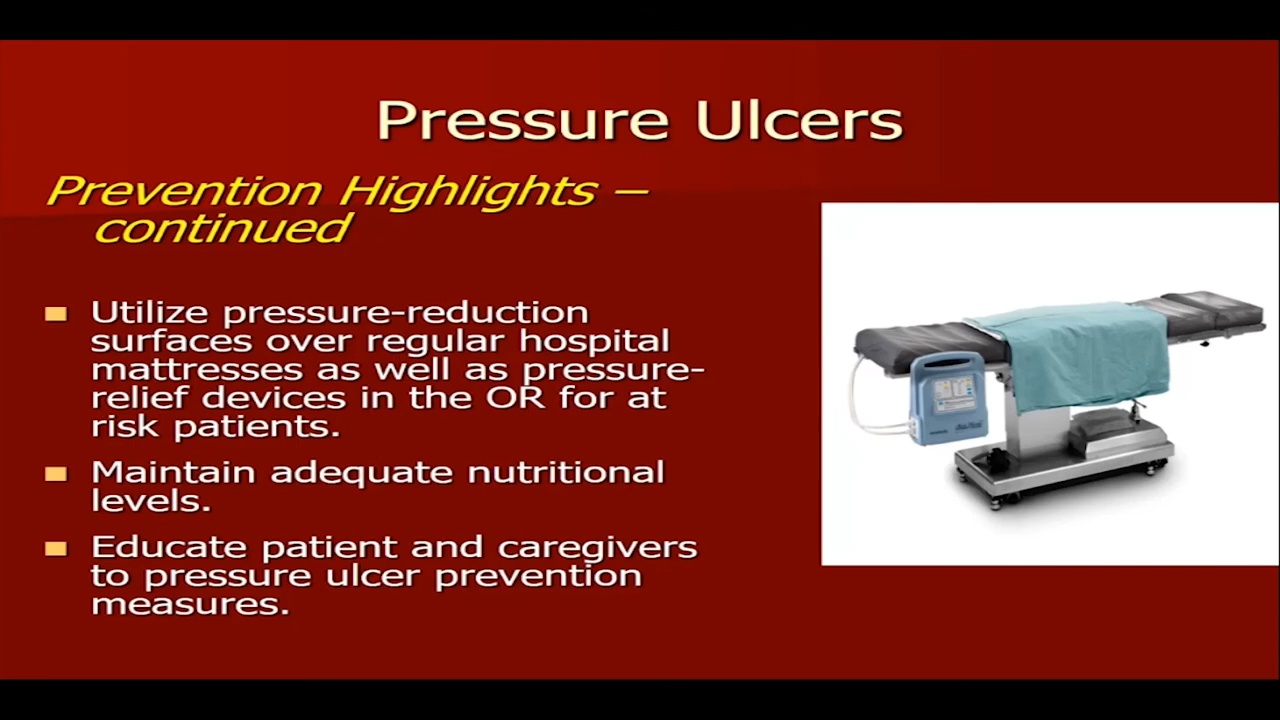 Pressure Ulcers
Prevention Highlights –
continued
Utilize pressure-reduction
surfaces over regular hospital
mattresses as well as pressure-
relief devices in the OR for at
risk patients.
Maintain adequate nutritional
levels.
Educate patient and caregivers
to pressure ulcer prevention
measures.